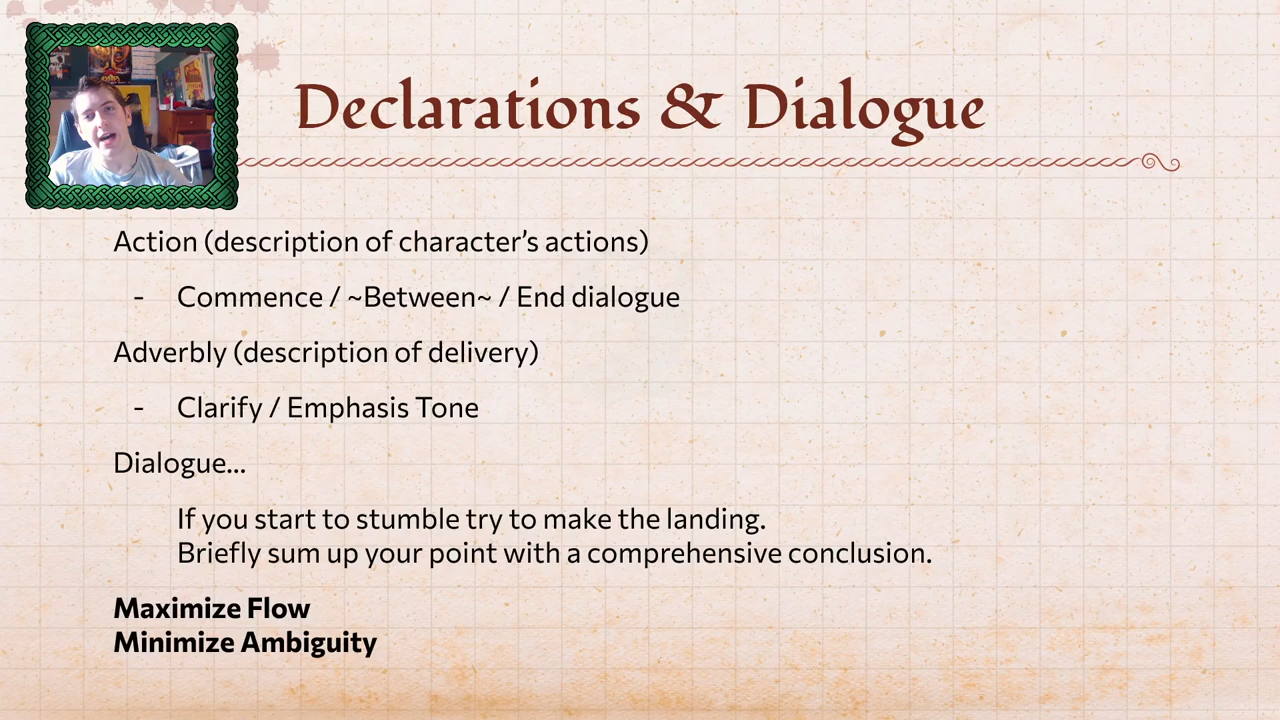 Declarations & Dialogue
Action (description of character's actions)
- Commence / ~Between~ / End dialogue
Adverbly (description of delivery)
- Clarify / Emphasis Tone
Dialogue...
If you start to stumble try to make the landing.
Briefly sum up your point with a comprehensive conclusion.
Maximize Flow
Minimize Ambiguity